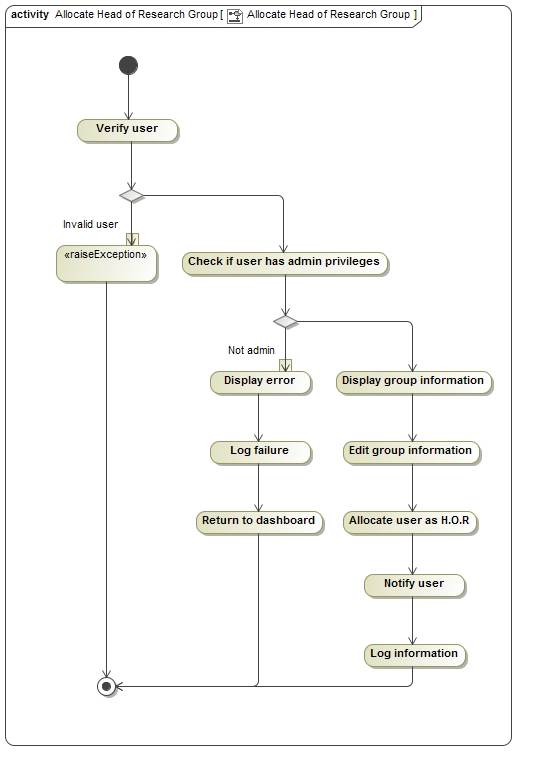 activity Allocate Head of Research Group [ Allocate Head of Research Group ]
Verify user
Invalid user
«raiseException»
Check if user has admin privileges
Not admin
Display error
Display group information
Log failure
Edit group information
Return to dashboard
Allocate user as H.O.R
Notify user
Log information